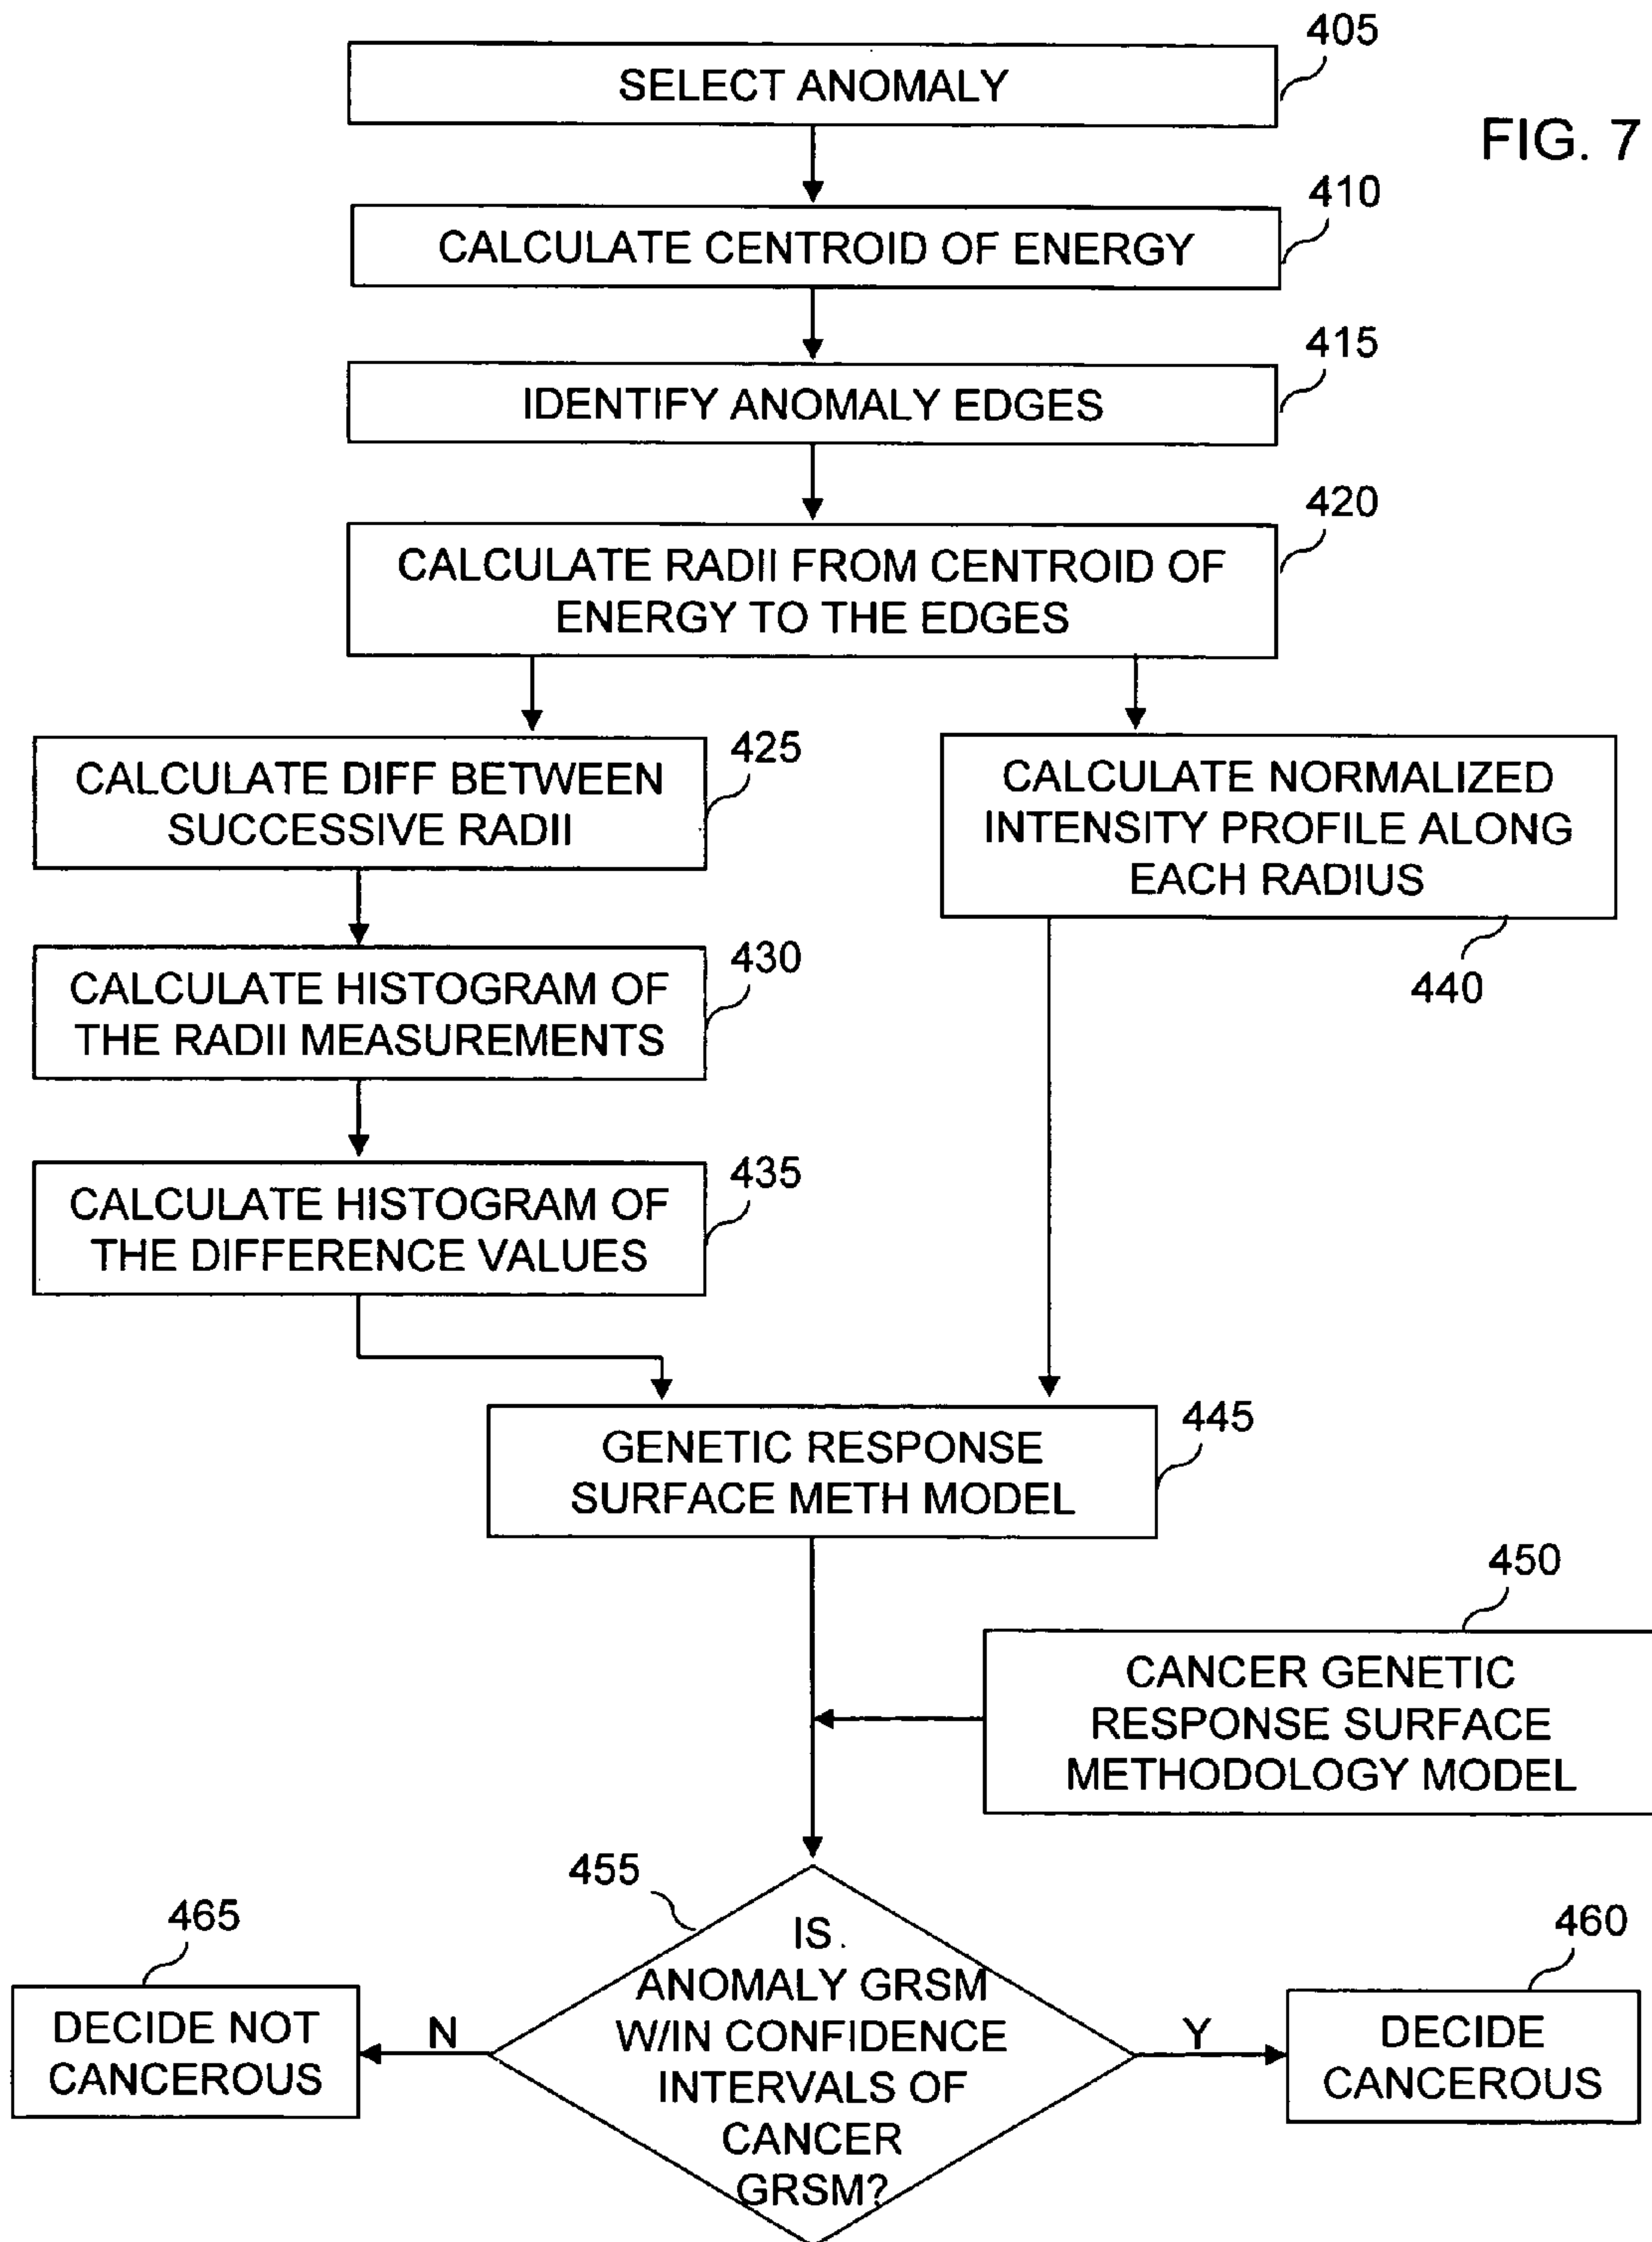 405
SELECT ANOMALY
FIG. 7
410
CALCULATE CENTROID OF ENERGY
415
IDENTIFY ANOMALY EDGES
420
CALCULATE RADII FROM CENTROID OF
ENERGY TO THE EDGES
425
CALCULATE DIFF BETWEEN
SUCCESSIVE RADII
CALCULATE NORMALIZED
INTENSITY PROFILE ALONG
EACH RADIUS
440
430
CALCULATE HISTOGRAM OF
THE RADII MEASUREMENTS
435
CALCULATE HISTOGRAM OF
THE DIFFERENCE VALUES
445
GENETIC RESPONSE
SURFACE METH MODEL
450
CANCER GENETIC
RESPONSE SURFACE
METHODOLOGY MODEL
455
IS
ANOMALY GRSM
W/IN CONFIDENCE
INTERVALS OF
CANCER
GRSM?
465
DECIDE NOT
CANCEROUS
N
Y
460
DECIDE
CANCEROUS